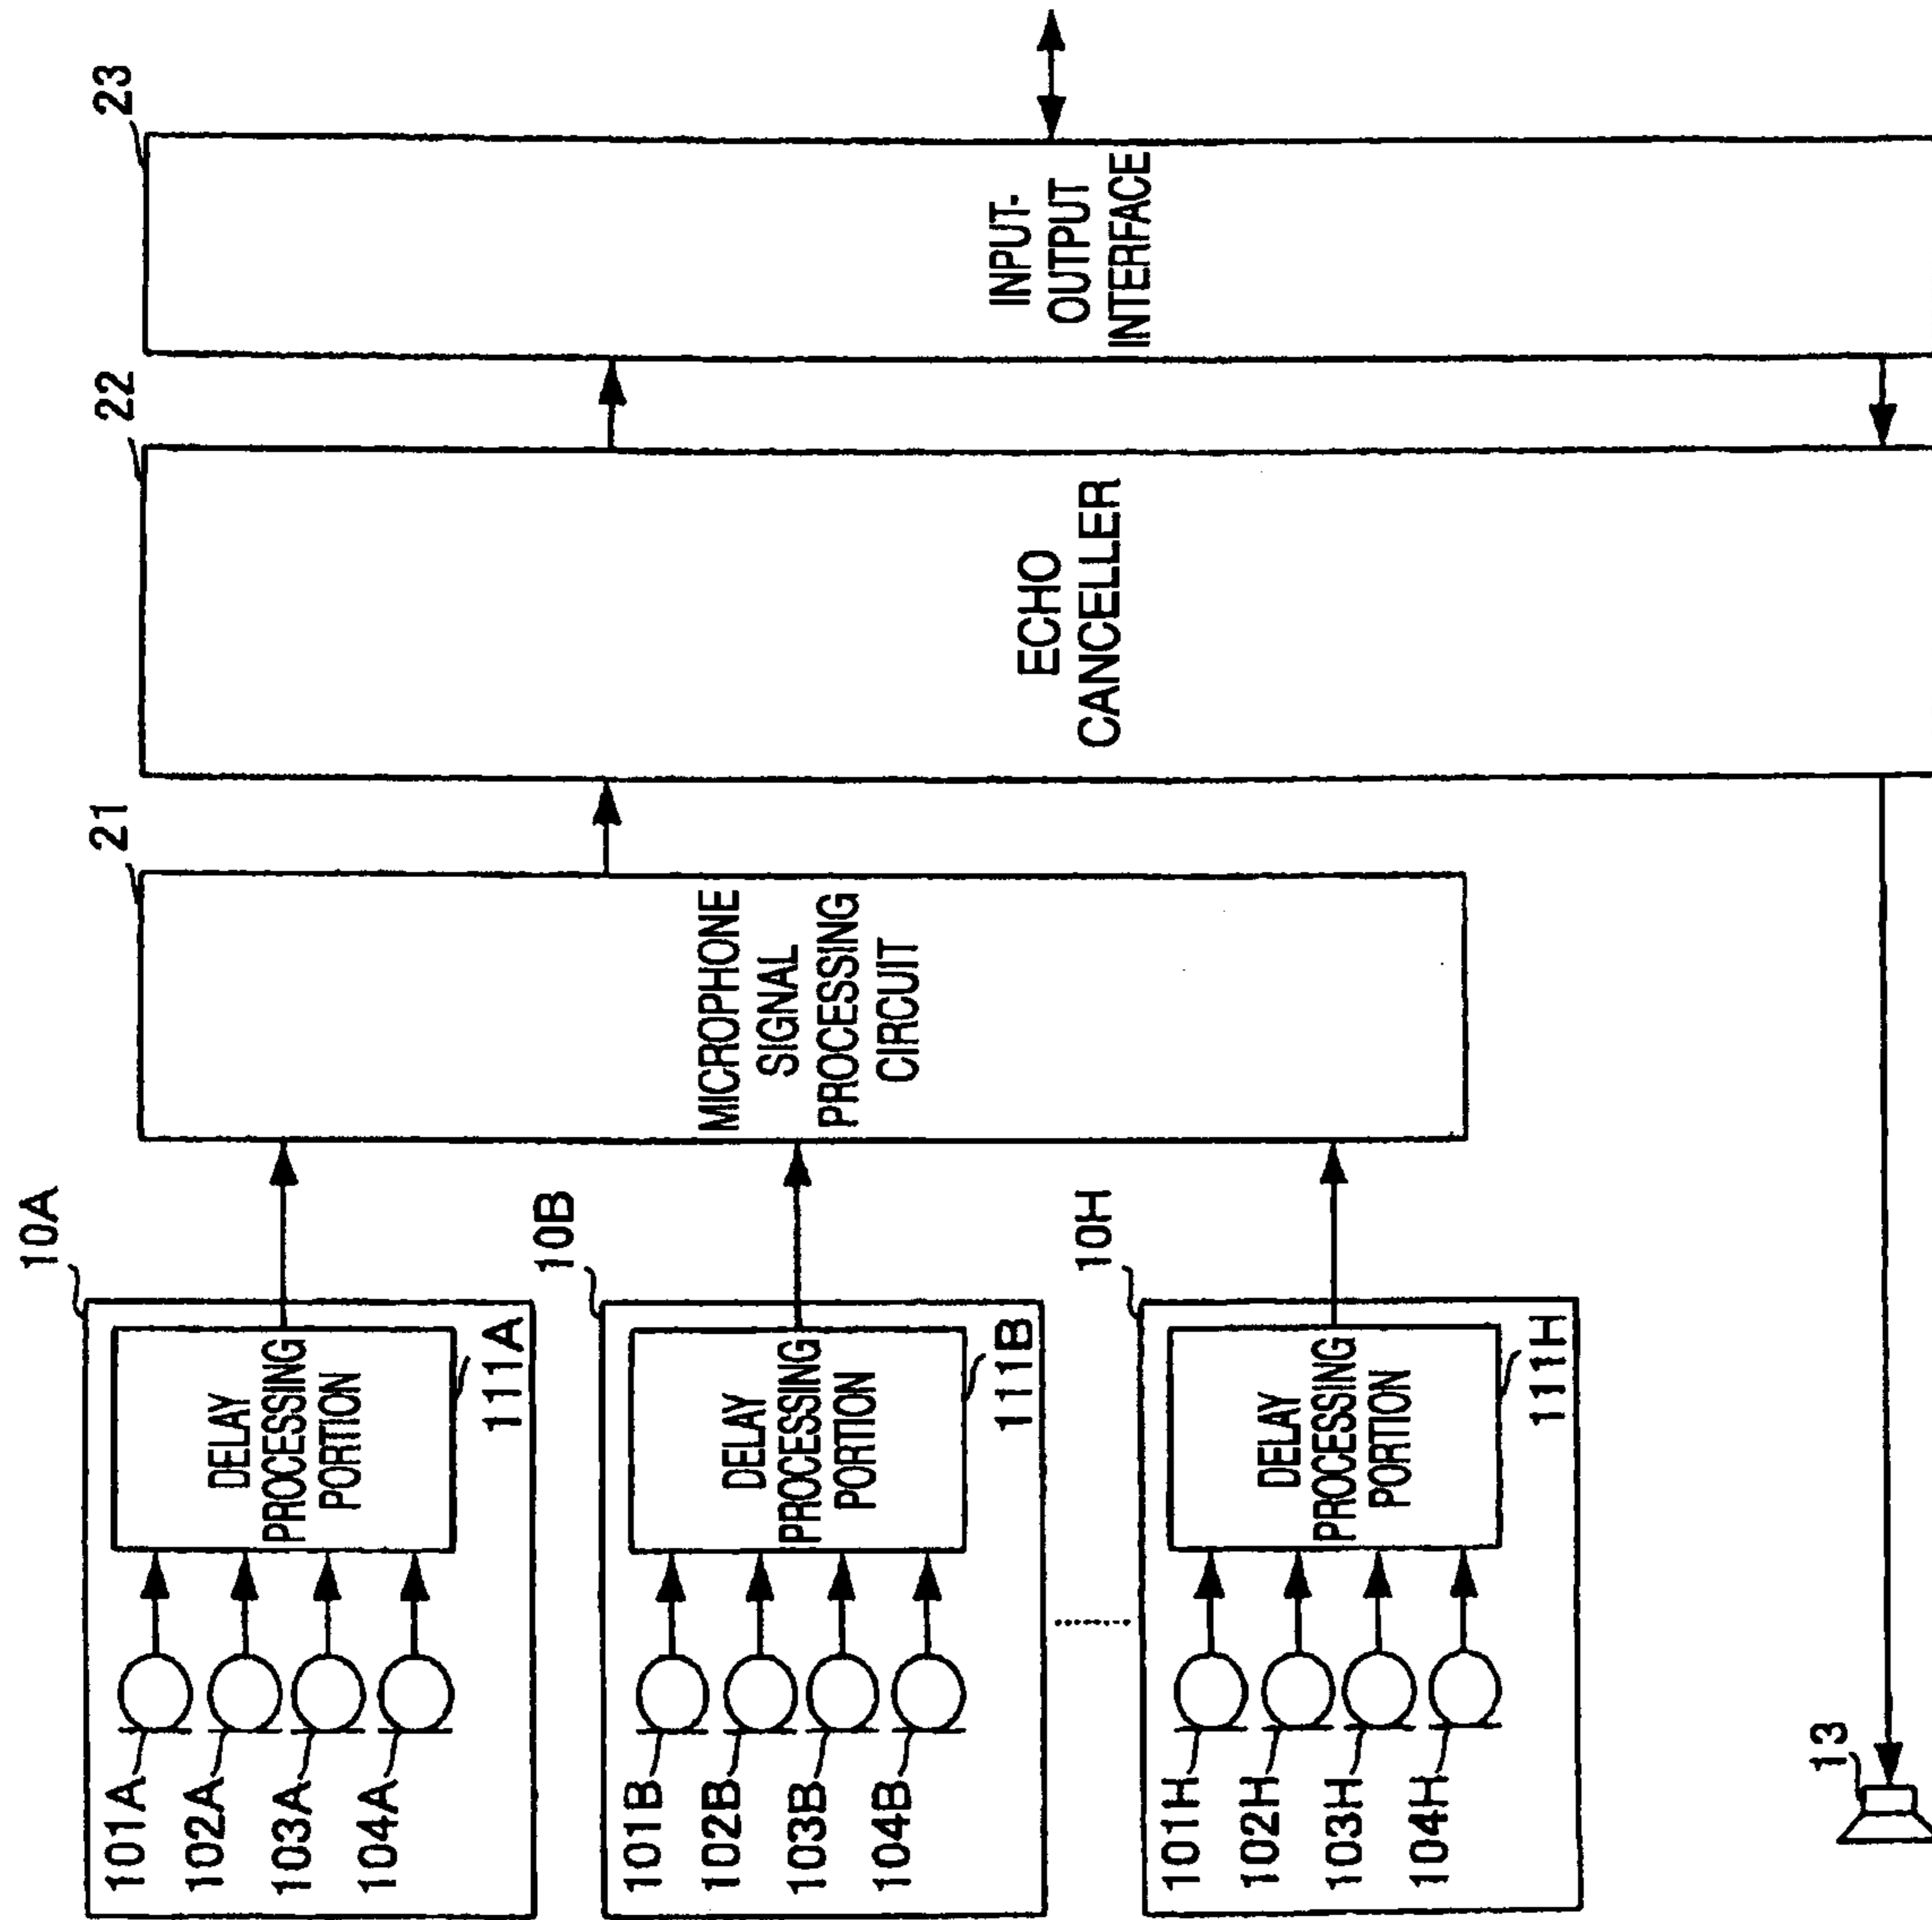 10A
101A
102A
103A
104A
DELAY
PROCESSING
PORTION
111A
10B
101B
102B
103B
104B
DELAY
PROCESSING
PORTION
111B
10H
101H
102H
103H
104H
DELAY
PROCESSING
PORTION
111H
21
MICROPHONE
SIGNAL
PROCESSING
CIRCUIT
22
ECHO
CANCELLER
23
INPUT-
OUTPUT
INTERFACE
13